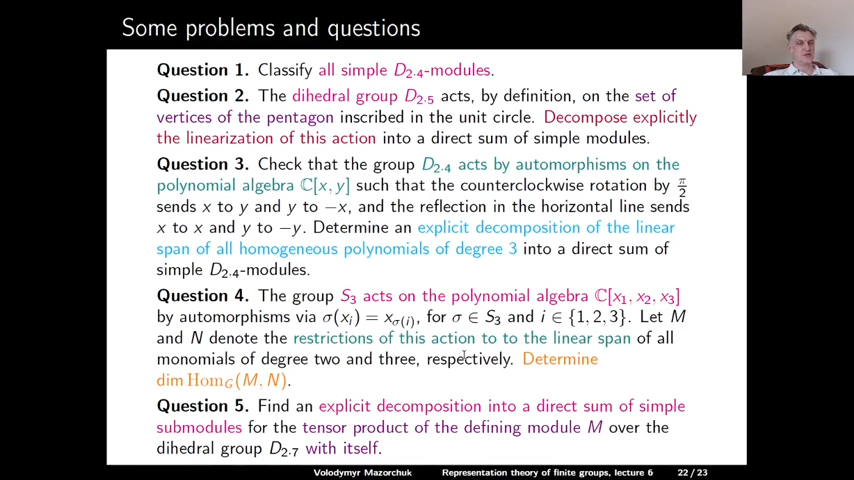 Some problems and questions
Question 1. Classify all simple D₂.₄-modules.
Question 2. The dihedral group D₂.₅ acts, by definition, on the set of
vertices of the pentagon inscribed in the unit circle. Decompose explicitly
the linearization of this action into a direct sum of simple modules.
Question 3. Check that the group D₂.₄ acts by automorphisms on the
polynomial algebra ℂ[x, y] such that the counterclockwise rotation by π/2
sends x to y and y to −x, and the reflection in the horizontal line sends
x to x and y to −y. Determine an explicit decomposition of the linear
span of all homogeneous polynomials of degree 3 into a direct sum of
simple D₂.₄-modules.
Question 4. The group S₃ acts on the polynomial algebra ℂ[x₁, x₂, x₃]
by automorphisms via σ(xᵢ) = x_σ(i), for σ ∈ S₃ and i ∈ {1, 2, 3}. Let M
and N denote the restrictions of this action to to the linear span of all
monomials of degree two and three, respectively. Determine
dim Hom_G(M, N).
Question 5. Find an explicit decomposition into a direct sum of simple
submodules for the tensor product of the defining module M over the
dihedral group D₂.₇ with itself.
Volodymyr Mazorchuk Representation theory of finite groups, lecture 6 22 / 23